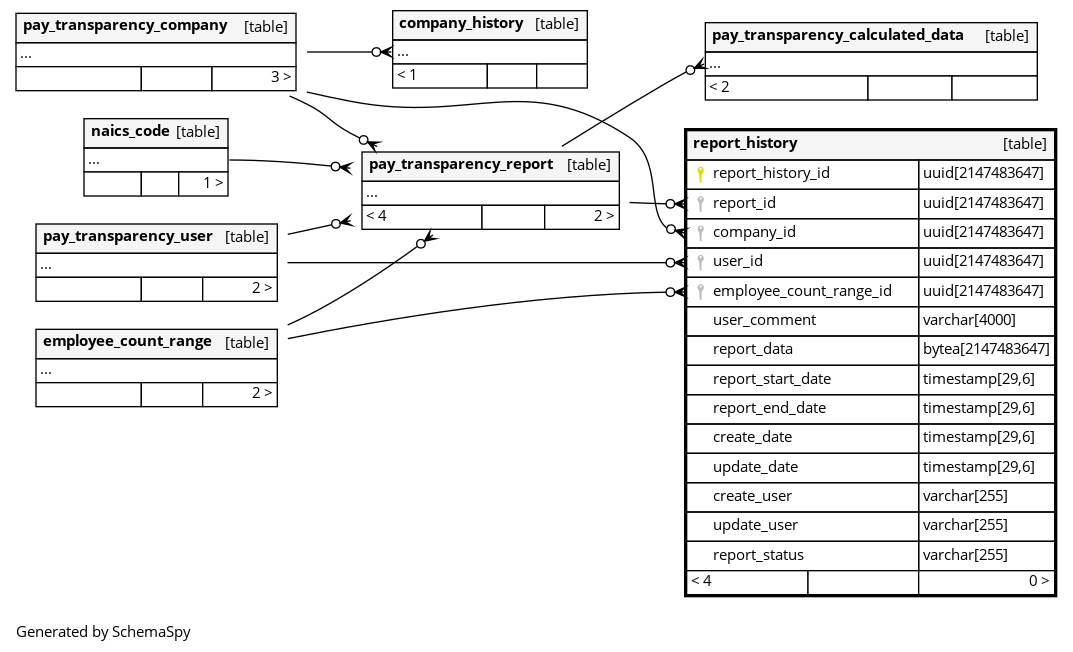 pay_transparency_company [table]
...
3 >
company_history [table]
...
< 1
pay_transparency_calculated_data [table]
...
< 2
naics_code [table]
...
1 >
pay_transparency_report [table]
...
< 4 2 >
pay_transparency_user [table]
...
2 >
employee_count_range [table]
...
2 >
report_history [table]
report_history_id uuid[2147483647]
report_id uuid[2147483647]
company_id uuid[2147483647]
user_id uuid[2147483647]
employee_count_range_id uuid[2147483647]
user_comment varchar[4000]
report_data bytea[2147483647]
report_start_date timestamp[29,6]
report_end_date timestamp[29,6]
create_date timestamp[29,6]
update_date timestamp[29,6]
create_user varchar[255]
update_user varchar[255]
report_status varchar[255]
< 4 0 >
Generated by SchemaSpy